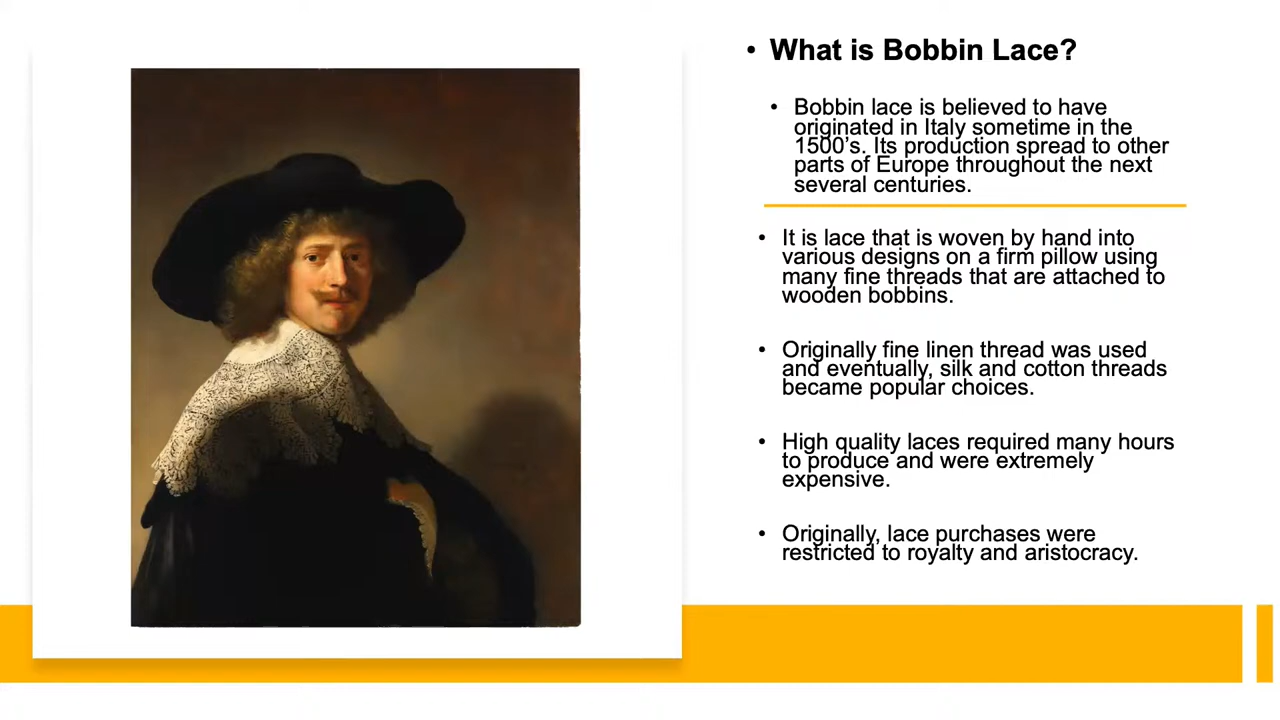 • What is Bobbin Lace?
• Bobbin lace is believed to have
originated in Italy sometime in the
1500's. Its production spread to other
parts of Europe throughout the next
several centuries.
• It is lace that is woven by hand into
various designs on a firm pillow using
many fine threads that are attached to
wooden bobbins.
• Originally fine linen thread was used
and eventually, silk and cotton threads
became popular choices.
• High quality laces required many hours
to produce and were extremely
expensive.
• Originally, lace purchases were
restricted to royalty and aristocracy.